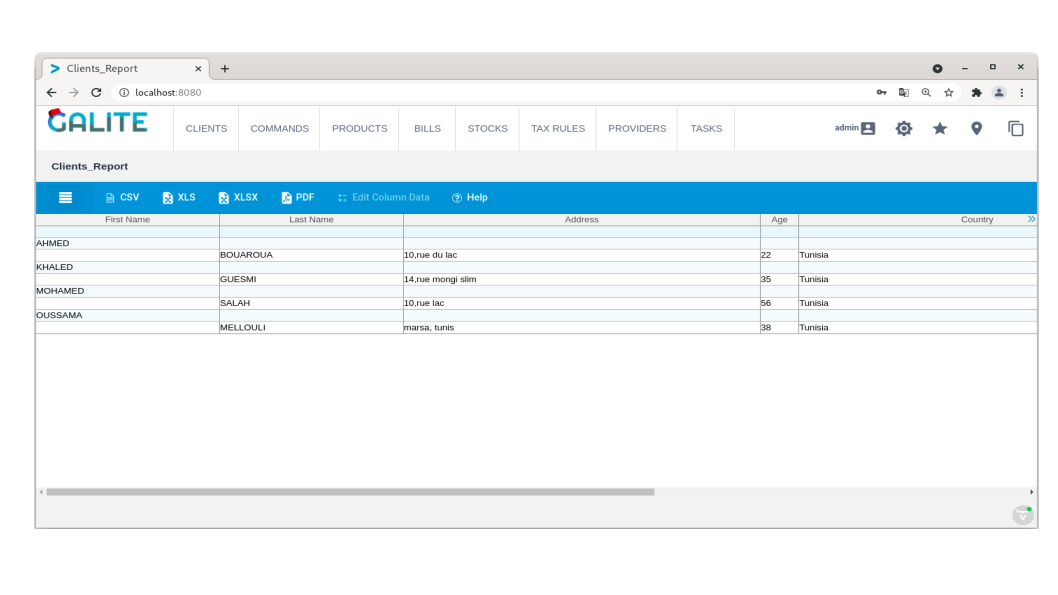 Clients_Report
localhost:8080
GALITE CLIENTS COMMANDS PRODUCTS BILLS STOCKS TAX RULES PROVIDERS TASKS admin
Clients_Report
CSV XLS XLSX PDF Edit Column Data Help
First Name Last Name Address Age Country
AHMED
BOUAROUA 10,rue du lac 22 Tunisia
KHALED
GUESMI 14,rue mongi slim 35 Tunisia
MOHAMED
SALAH 10,rue lac 56 Tunisia
OUSSAMA
MELLOULI marsa, tunis 38 Tunisia